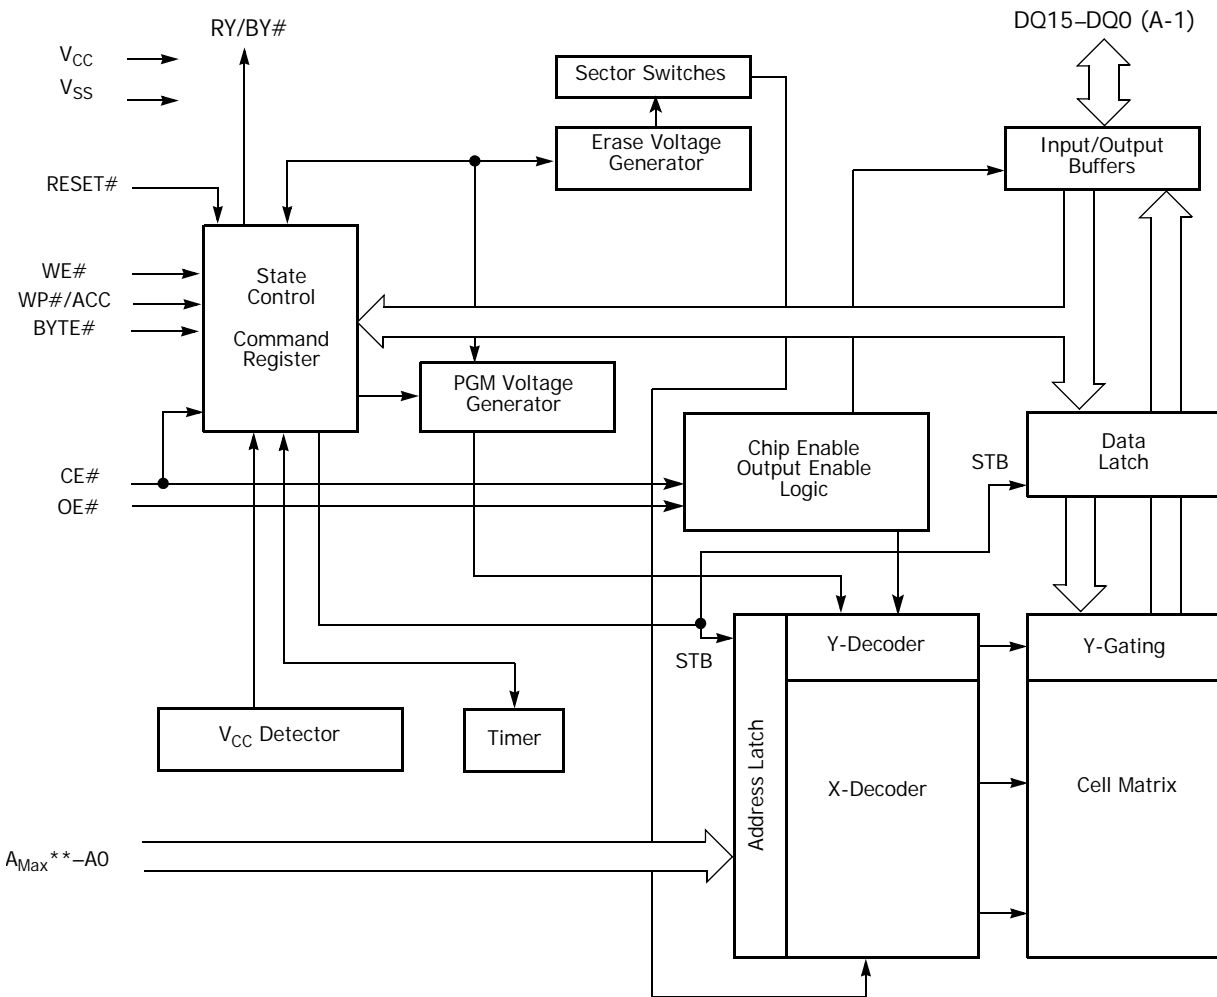 RY/BY#
DQ15–DQ0 (A-1)
VCC
VSS
Sector Switches
Erase Voltage
Generator
Input/Output
Buffers
RESET#
WE#
WP#/ACC
BYTE#
State
Control
Command
Register
PGM Voltage
Generator
Chip Enable
Output Enable
Logic
Data
Latch
STB
CE#
OE#
STB
Y-Decoder
Y-Gating
VCC Detector
Timer
Address Latch
X-Decoder
Cell Matrix
AMax**–A0